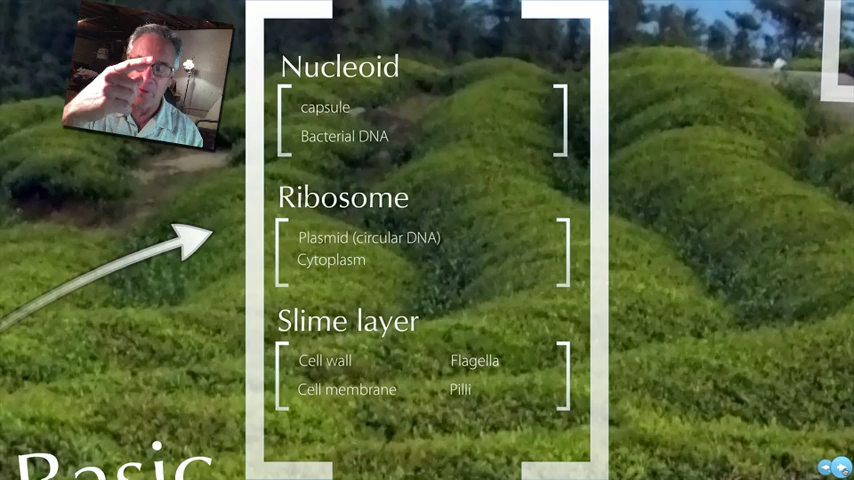 Nucleoid
capsule
Bacterial DNA
Ribosome
Plasmid (circular DNA)
Cytoplasm
Slime layer
Cell wall
Flagella
Cell membrane
Pilli
Basic